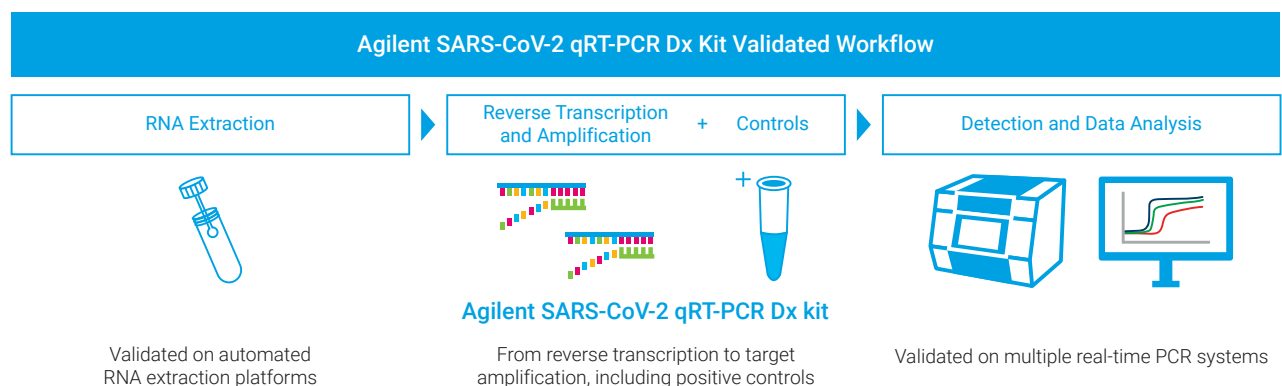 Agilent SARS-CoV-2 qRT-PCR Dx Kit Validated Workflow
RNA Extraction
Reverse Transcription
and Amplification
+
Controls
Detection and Data Analysis
+
Agilent SARS-CoV-2 qRT-PCR Dx kit
Validated on automated
RNA extraction platforms
From reverse transcription to target
amplification, including positive controls
Validated on multiple real-time PCR systems